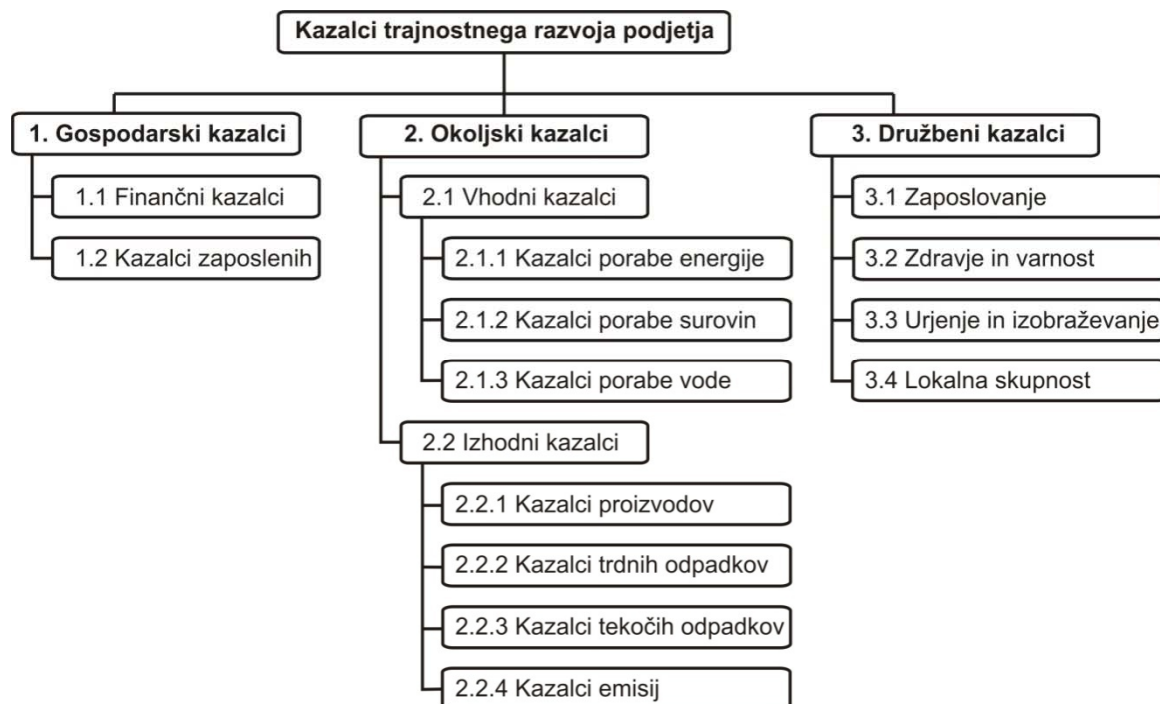 Kazalci trajnostnega razvoja podjetja
1. Gospodarski kazalci
1.1 Finančni kazalci
1.2 Kazalci zaposlenih
2. Okoljski kazalci
2.1 Vhodni kazalci
2.1.1 Kazalci porabe energije
2.1.2 Kazalci porabe surovin
2.1.3 Kazalci porabe vode
2.2 Izhodni kazalci
2.2.1 Kazalci proizvodov
2.2.2 Kazalci trdnih odpadkov
2.2.3 Kazalci tekočih odpadkov
2.2.4 Kazalci emisij
3. Družbeni kazalci
3.1 Zaposlovanje
3.2 Zdravje in varnost
3.3 Urjenje in izobraževanje
3.4 Lokalna skupnost